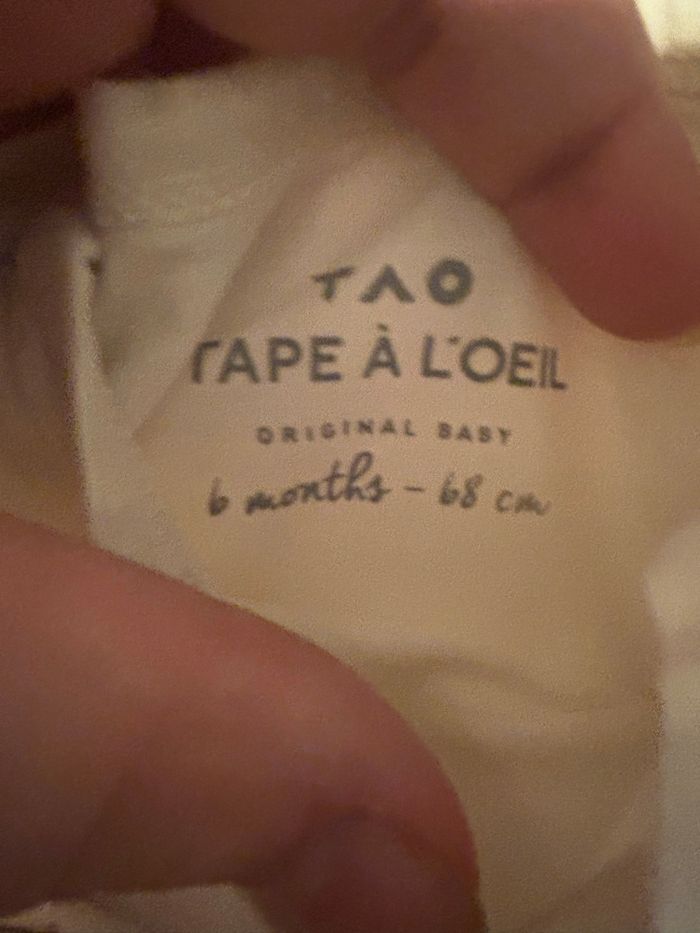 TAO
TAPE À L'OEIL
ORIGINAL BABY
6 months - 68 cm